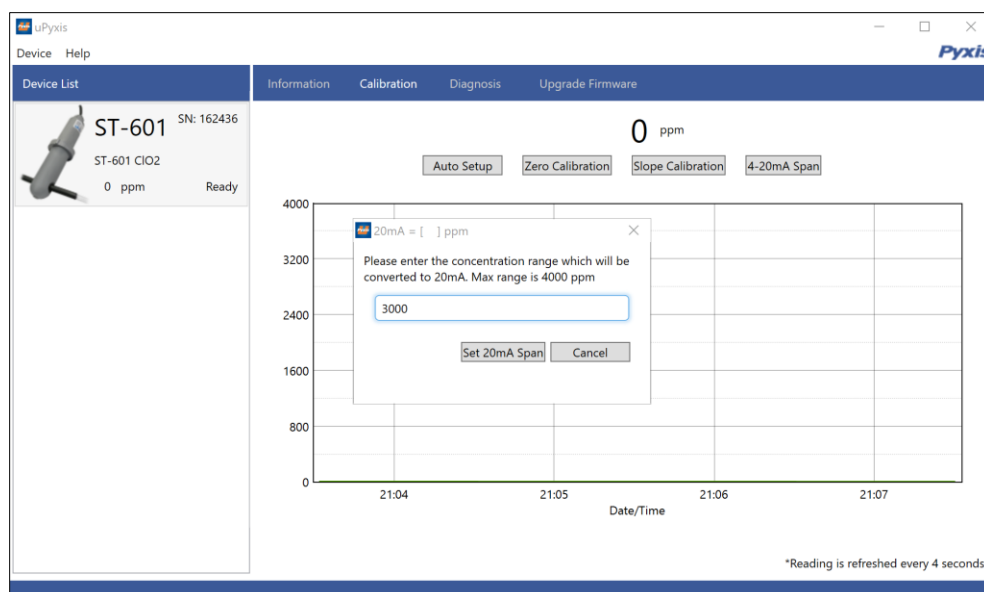 uPyxis
Device Help
Pyxis
Device List
Information Calibration Diagnosis Upgrade Firmware
ST-601 SN: 162436
ST-601 ClO2
0 ppm Ready
0 ppm
Auto Setup Zero Calibration Slope Calibration 4-20mA Span
4000
3200
2400
1600
800
0
20mA = [ ] ppm
Please enter the concentration range which will be
converted to 20mA. Max range is 4000 ppm
3000
Set 20mA Span Cancel
21:04 21:05 21:06 21:07
Date/Time
*Reading is refreshed every 4 seconds